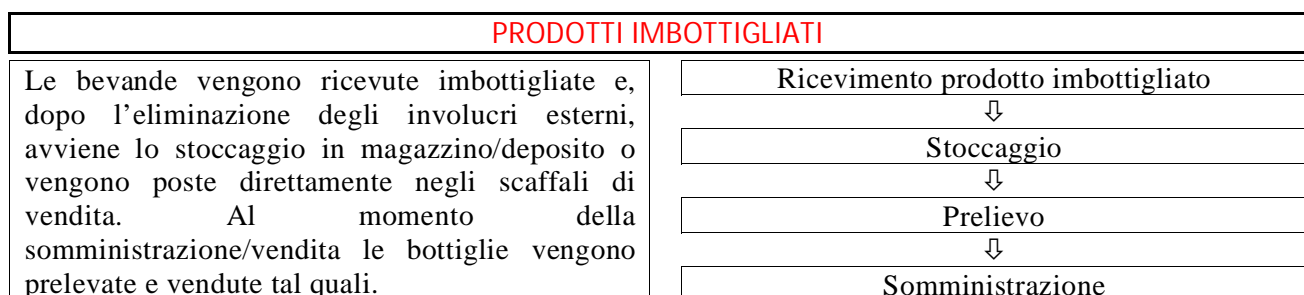 PRODOTTI IMBOTTIGLIATI
Le bevande vengono ricevute imbottigliate e,
dopo l'eliminazione degli involucri esterni,
avviene lo stoccaggio in magazzino/deposito o
vengono poste direttamente negli scaffali di
vendita. Al momento della
somministrazione/vendita le bottiglie vengono
prelevate e vendute tal quali.
Ricevimento prodotto imbottigliato
⇩
Stoccaggio
⇩
Prelievo
⇩
Somministrazione